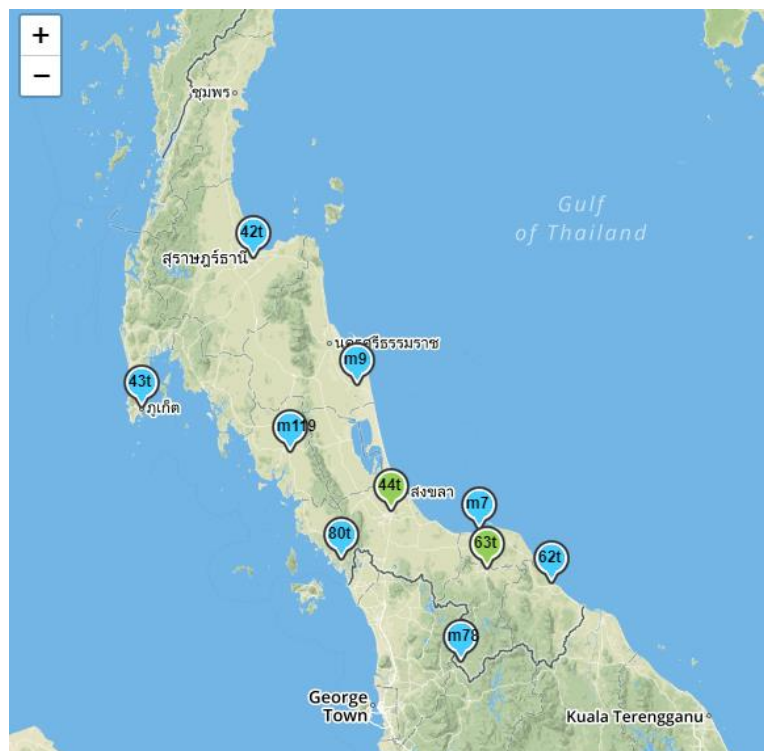 +
−
ชุมพร
42t
Gulf
of Thailand
สุราษฎร์ธานี
นครศรีธรรมราช
m9
43t
ภูเก็ต
m119
44t
สงขลา
m7
80t
63t
62t
m78
George
Town
Kuala Terengganu